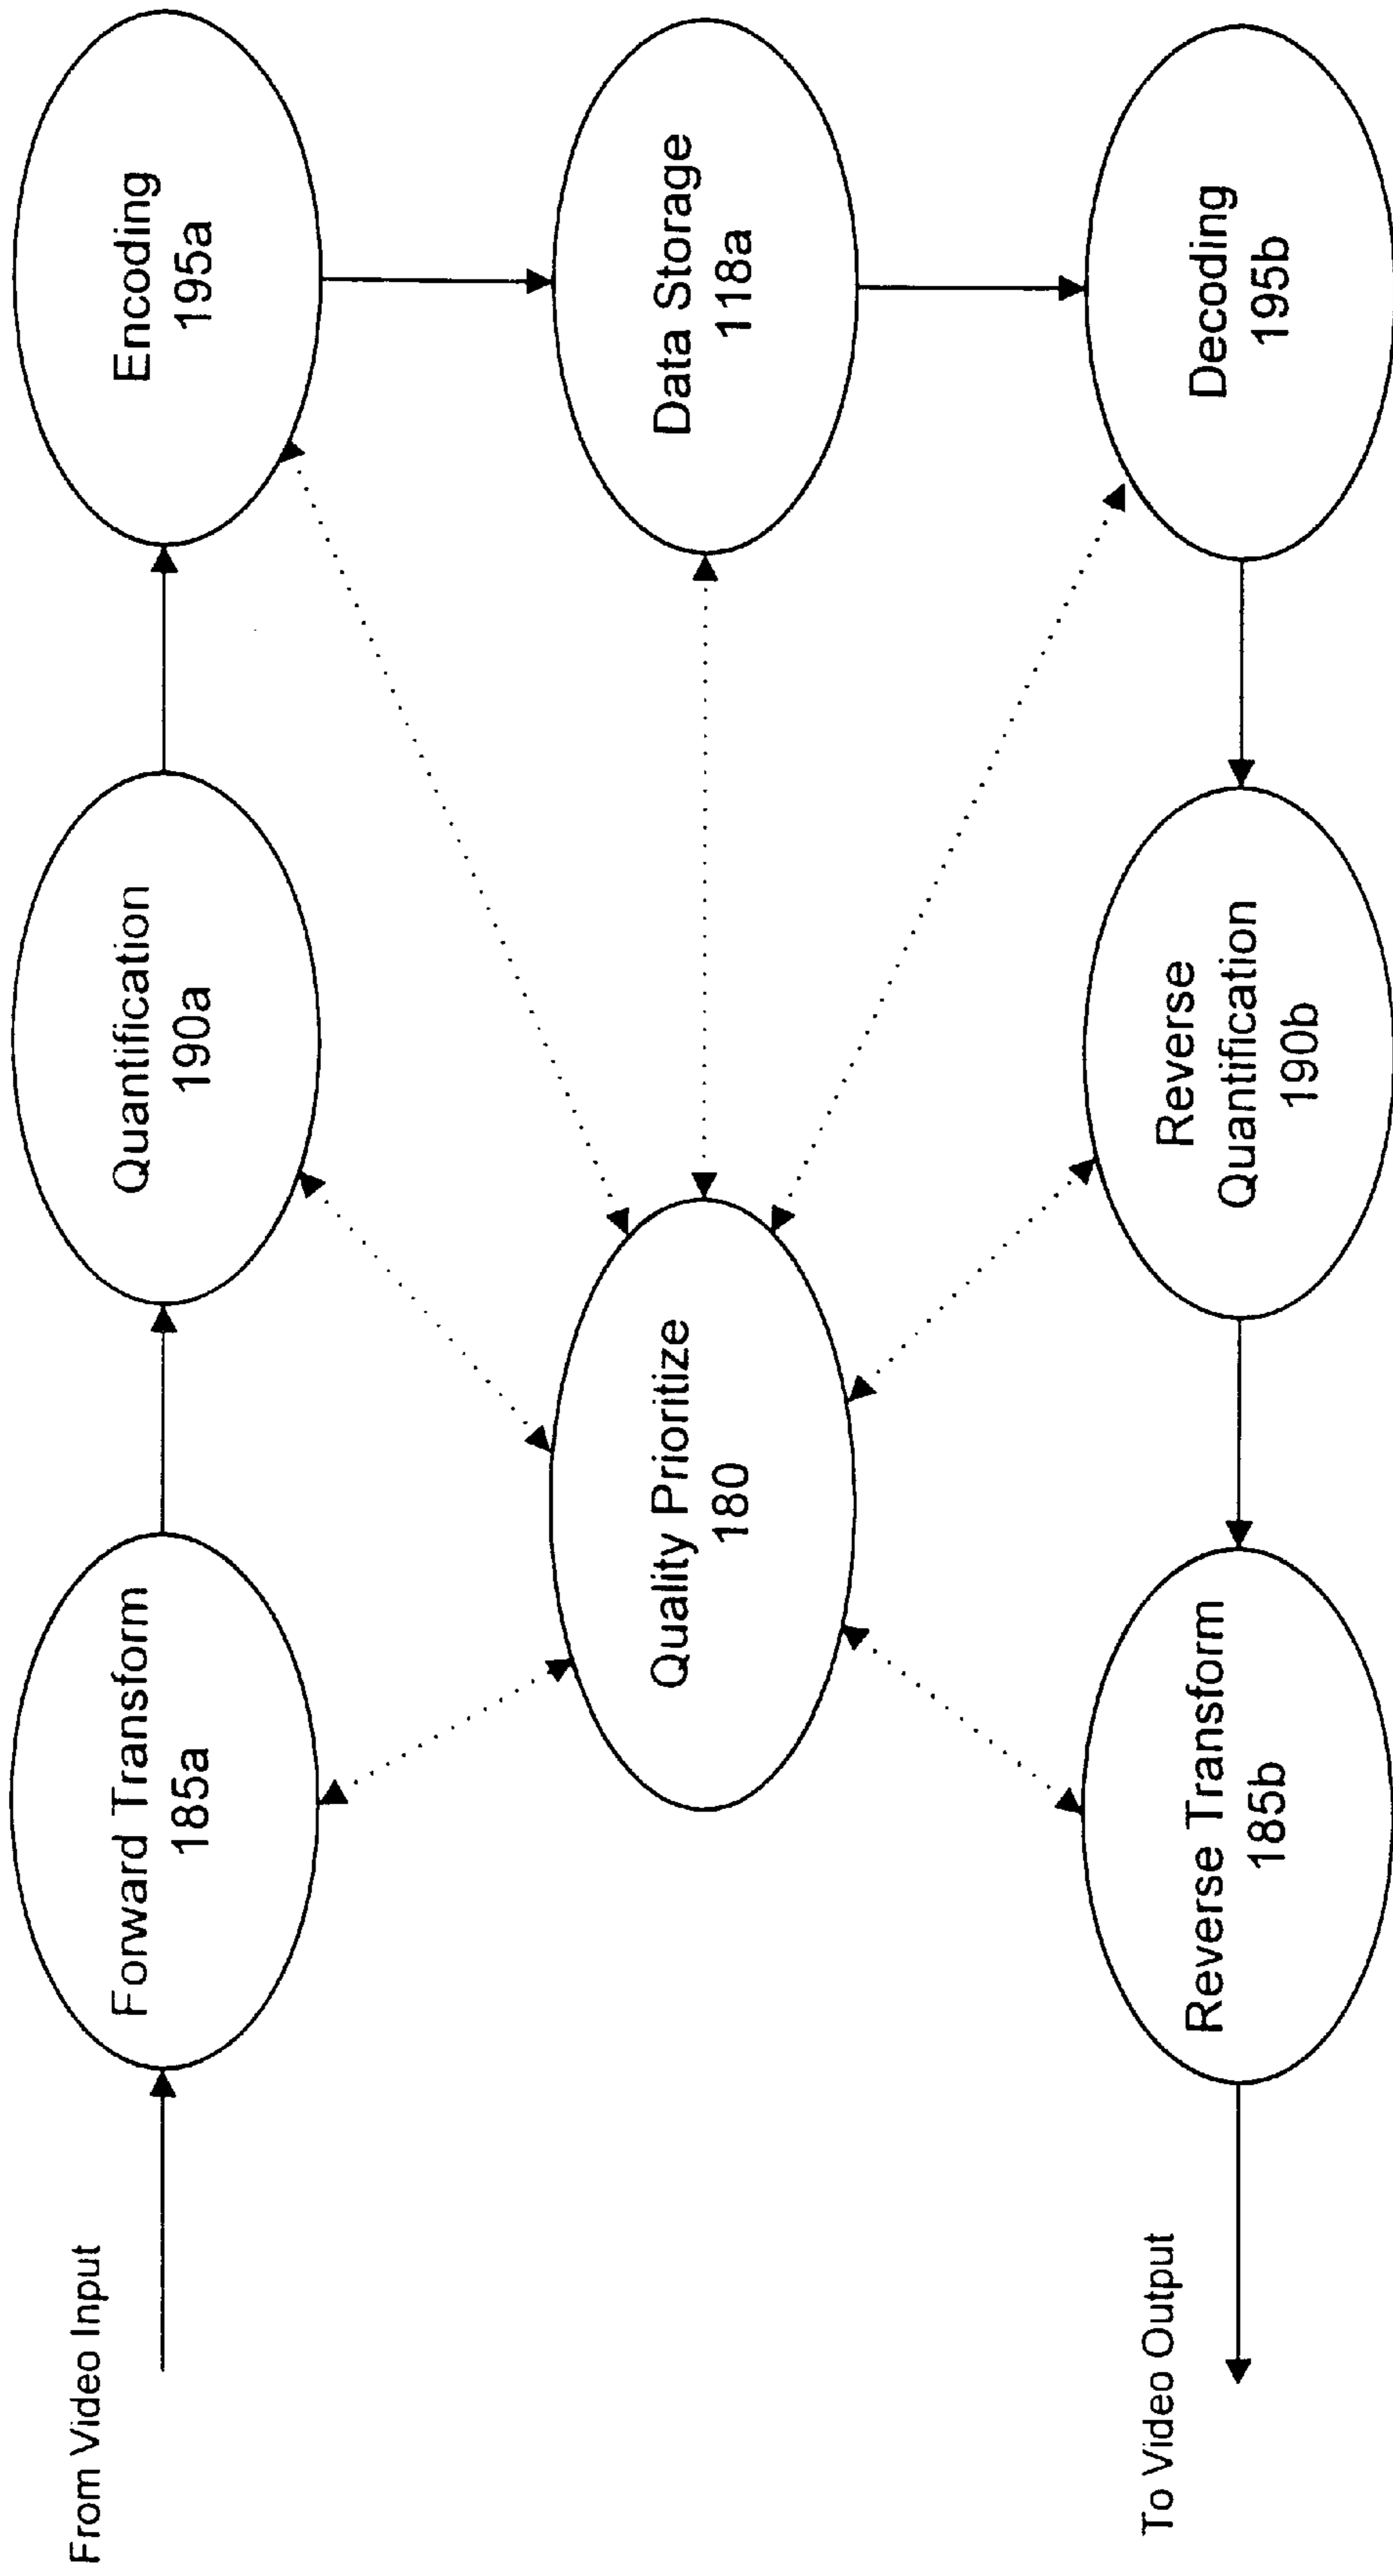 From Video Input
Forward Transform
185a
Quantification
190a
Encoding
195a
Quality Prioritize
180
Data Storage
118a
To Video Output
Reverse Transform
185b
Reverse
Quantification
190b
Decoding
195b